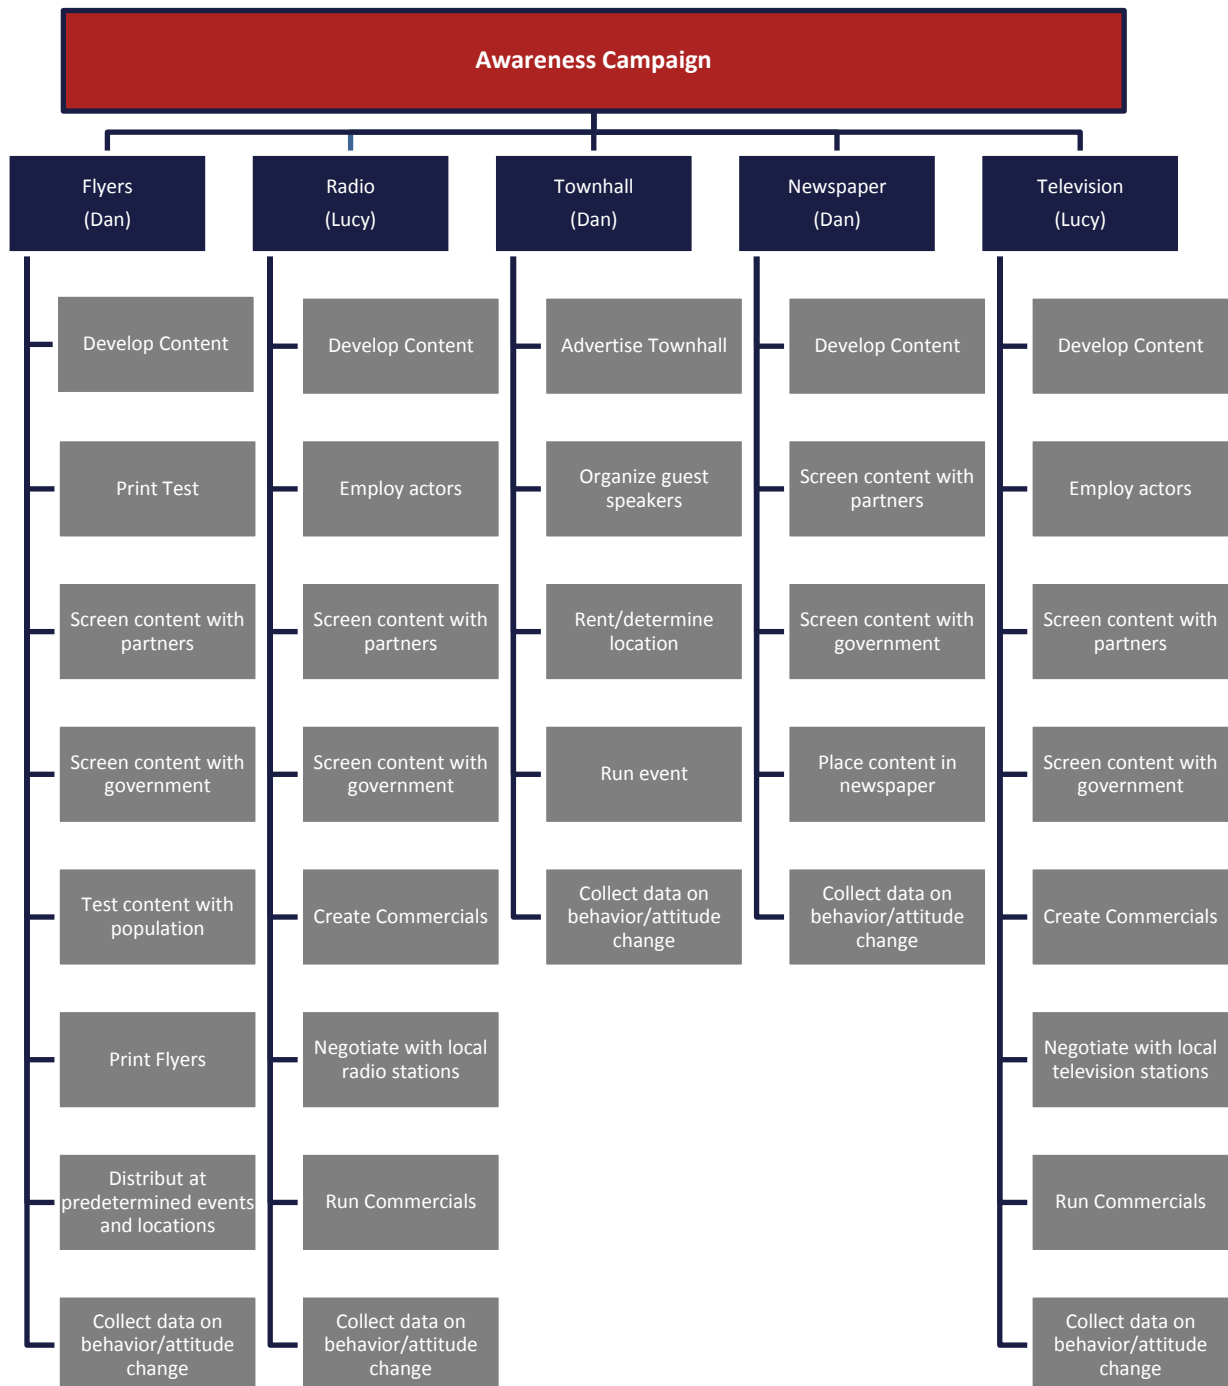 Awareness Campaign
Flyers
(Dan)
Radio
(Lucy)
Townhall
(Dan)
Newspaper
(Dan)
Television
(Lucy)
Develop Content
Print Test
Screen content with
partners
Screen content with
government
Test content with
population
Print Flyers
Distribut at
predetermined events
and locations
Collect data on
behavior/attitude
change
Develop Content
Employ actors
Screen content with
partners
Screen content with
government
Create Commercials
Negotiate with local
radio stations
Run Commercials
Collect data on
behavior/attitude
change
Advertise Townhall
Organize guest
speakers
Rent/determine
location
Run event
Collect data on
behavior/attitude
change
Develop Content
Screen content with
partners
Screen content with
government
Place content in
newspaper
Collect data on
behavior/attitude
change
Develop Content
Employ actors
Screen content with
partners
Screen content with
government
Create Commercials
Negotiate with local
television stations
Run Commercials
Collect data on
behavior/attitude
change